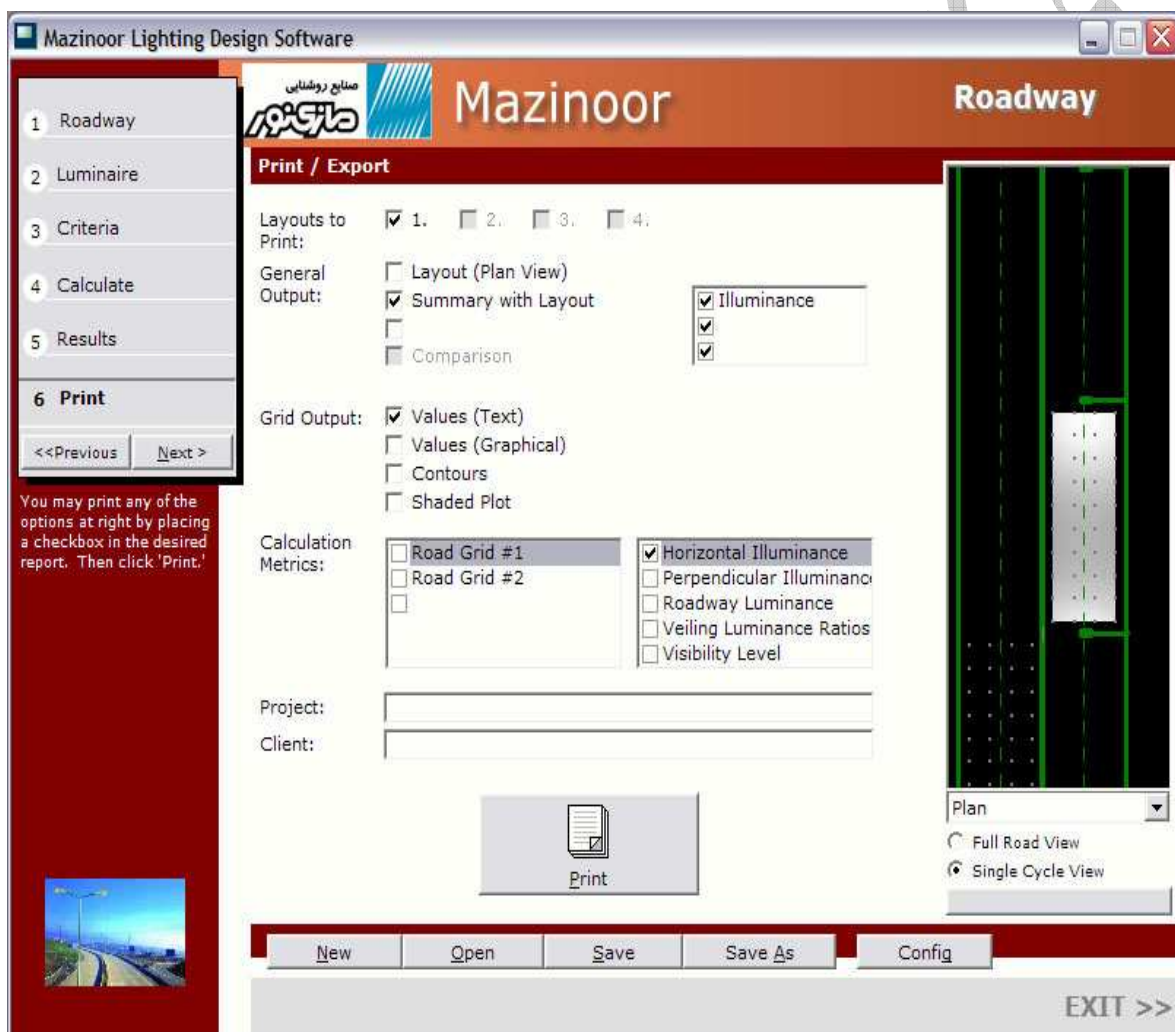 Mazinoor Lighting Design Software
1 Roadway
2 Luminaire
3 Criteria
4 Calculate
5 Results
6 Print
<<Previous
Next >
You may print any of the
options at right by placing
a checkbox in the desired
report. Then click 'Print.'
صنایع روشنایی
مازی نور
Mazinoor
Roadway
Print / Export
Layouts to
Print:
1. 2. 3. 4.
General
Output:
Layout (Plan View)
Summary with Layout
Comparison
Illuminance
Grid Output:
Values (Text)
Values (Graphical)
Contours
Shaded Plot
Calculation
Metrics:
Road Grid #1
Road Grid #2
Horizontal Illuminance
Perpendicular Illuminanc
Roadway Luminance
Veiling Luminance Ratios
Visibility Level
Project:
Client:
Print
Plan
Full Road View
Single Cycle View
New
Open
Save
Save As
Config
EXIT >>